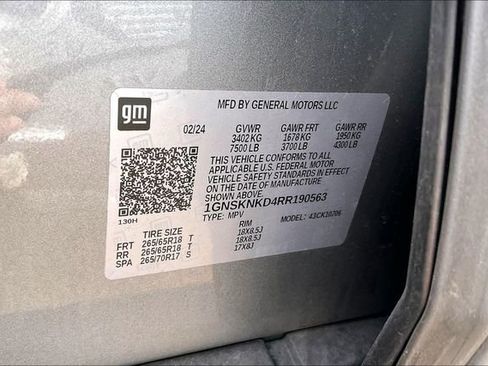 gm
MFD BY GENERAL MOTORS LLC
02/24 GVWR GAWR FRT GAWR RR
3402 KG 1678 KG 1950 KG
7500 LB 3700 LB 4300 LB
THIS VEHICLE CONFORMS TO ALL
APPLICABLE U.S. FEDERAL MOTOR
VEHICLE SAFETY STANDARDS IN EFFECT
ON THE DATE OF MANUFACTURE
1GNSKNKD4RR190563
130H TYPE: MPV MODEL: 43CK10706
TIRE SIZE RIM
FRT 265/65R18 T 18X8.5J
RR 265/65R18 T 18X8.5J
SPA 265/70R17 S 17X8J